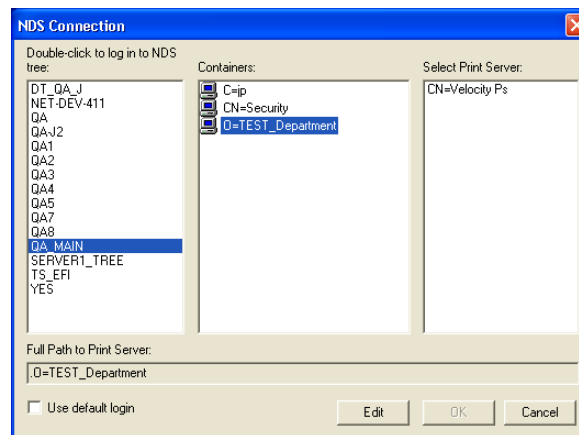 NDS Connection
Double-click to log in to NDS
tree:
DT_QA_J
NET-DEV-411
QA
QA-J2
QA1
QA2
QA3
QA4
QA5
QA7
QA8
QA_MAIN
SERVER1_TREE
TS_EFI
YES
Containers:
C=jp
CN=Security
O=TEST_Department
Select Print Server:
CN=Velocity Ps
Full Path to Print Server:
.O=TEST_Department
Use default login
Edit
OK
Cancel